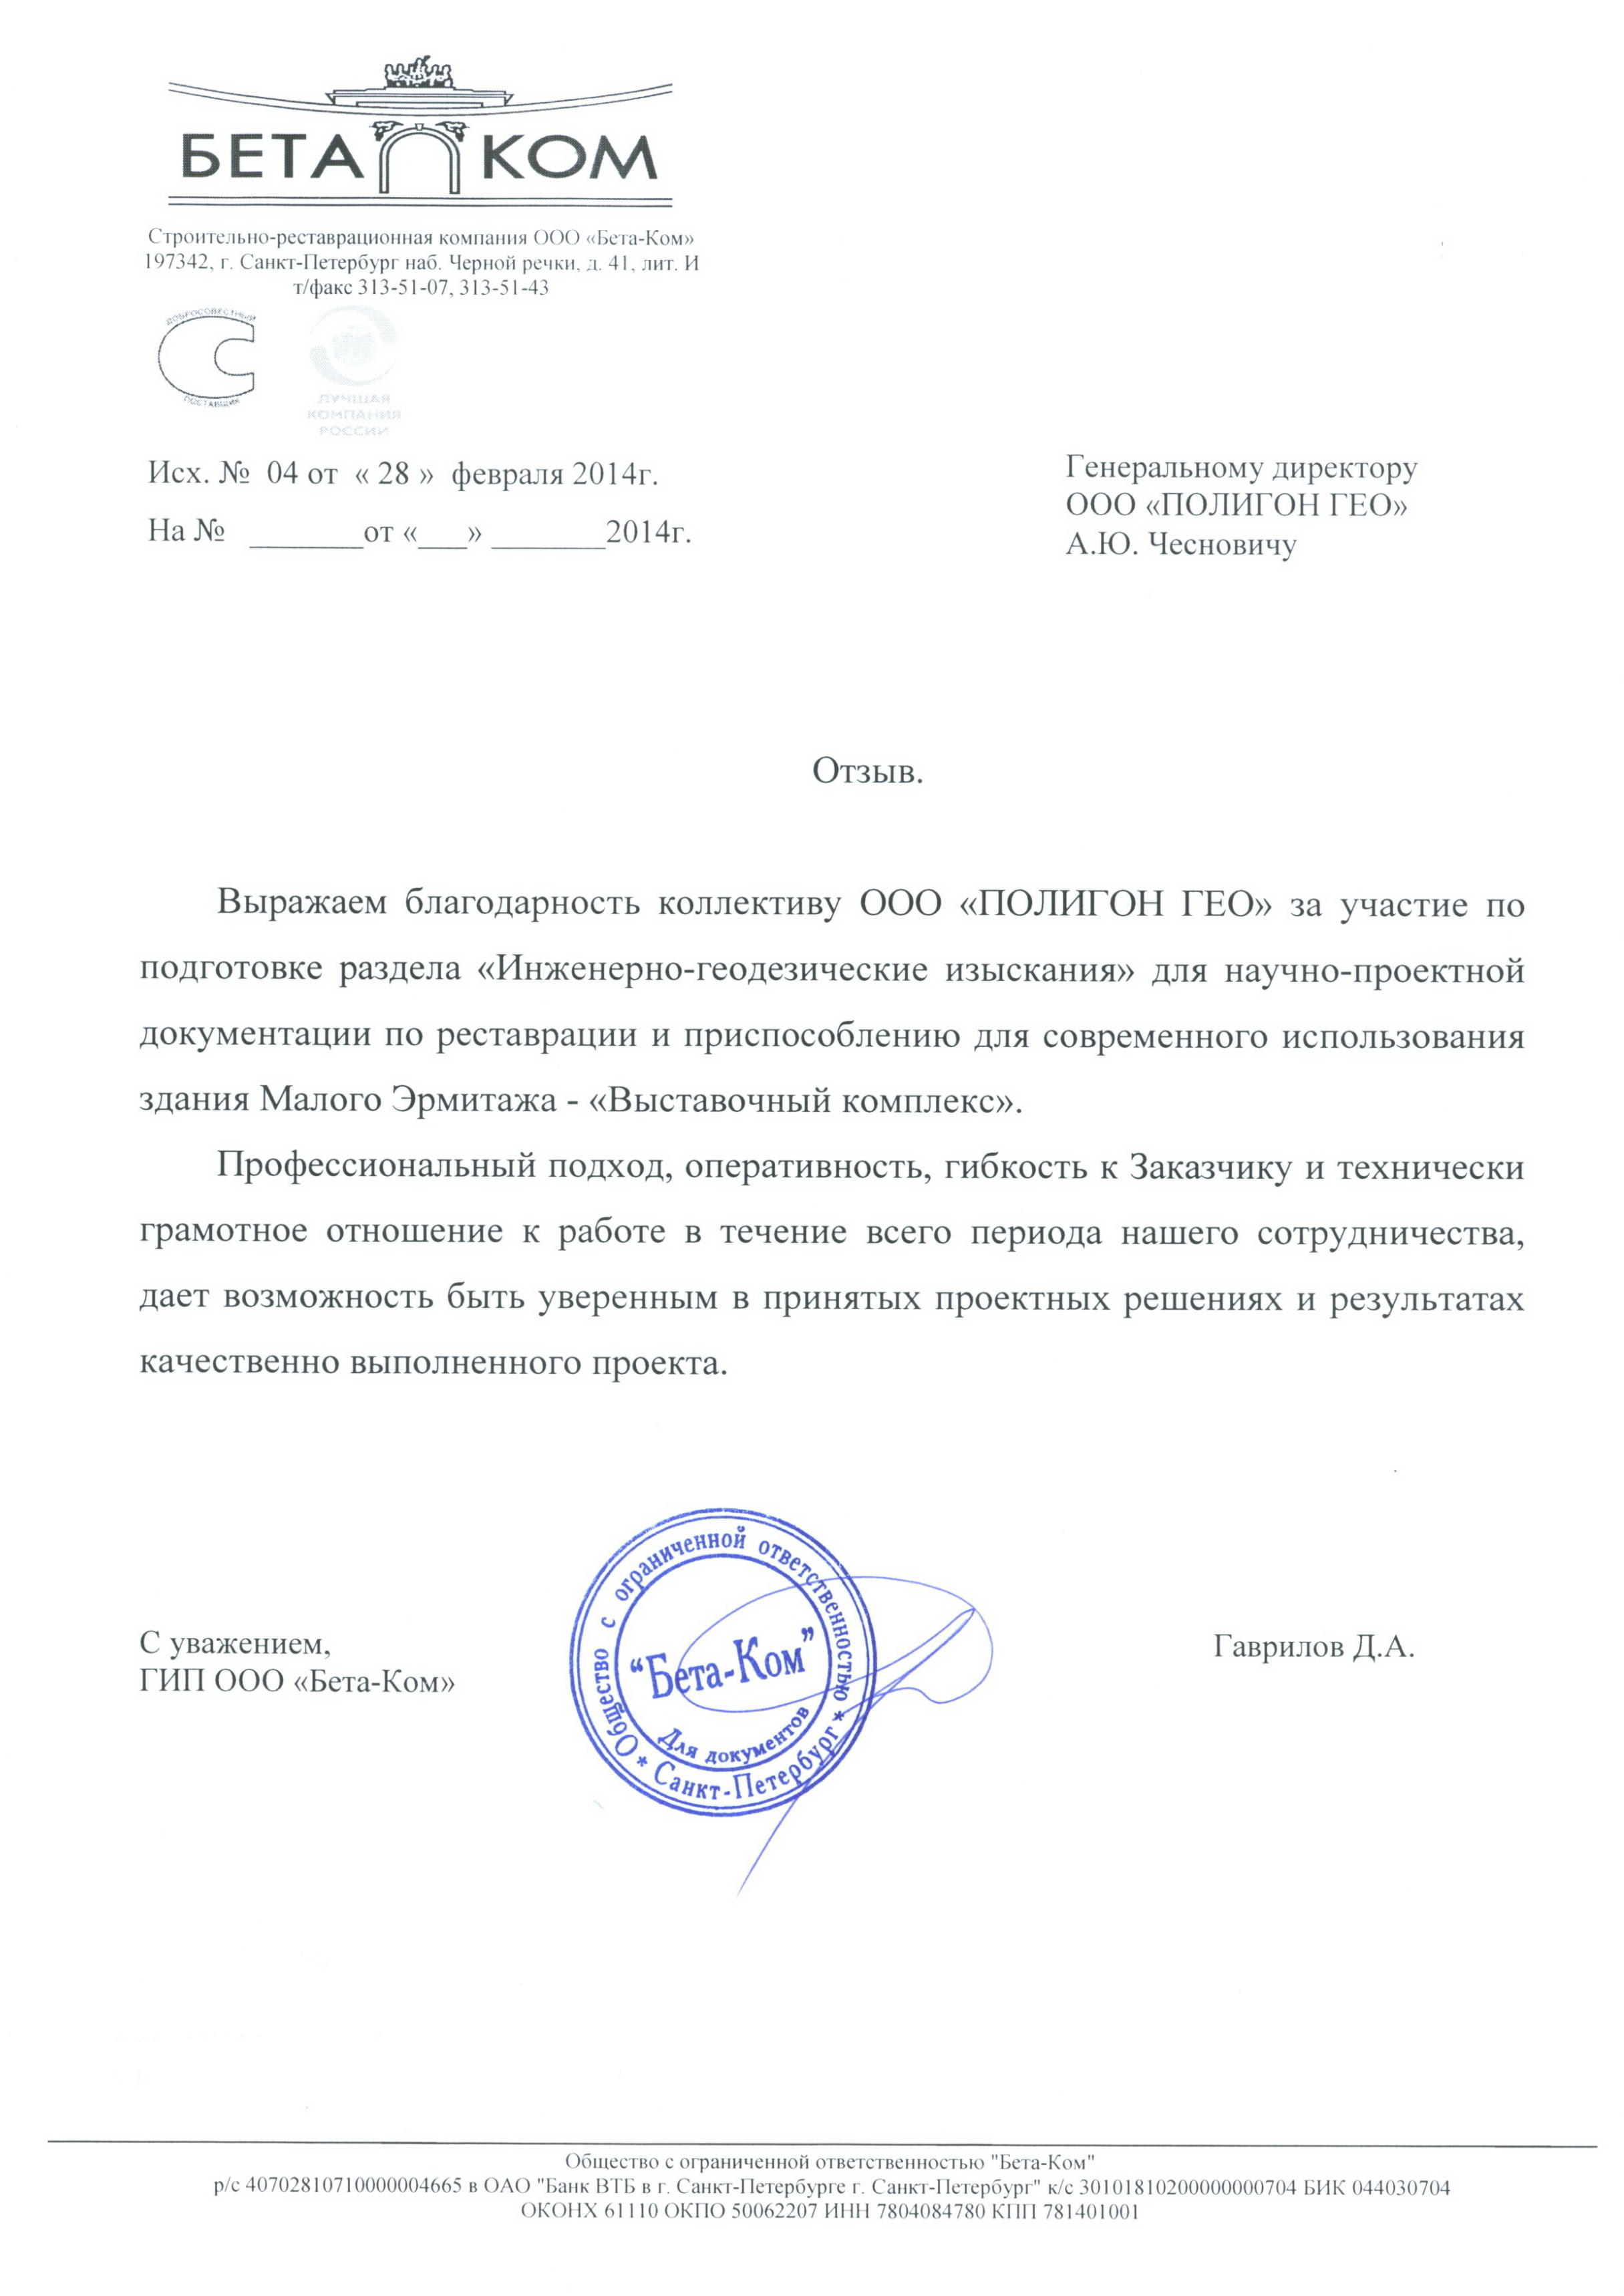 БЕТА КОМ
Строительно-реставрационная компания ООО «Бета-Ком»
197342, г. Санкт-Петербург наб. Черной речки, д. 41, лит. И
т/факс 313-51-07, 313-51-43
ДОБРОСОВЕСТНЫЙ
ПОСТАВЩИК
ЛУЧШАЯ
КОМПАНИЯ
РОССИИ
Исх. № 04 от « 28 » февраля 2014г.
На № _______от «___» _______2014г.
Генеральному директору
ООО «ПОЛИГОН ГЕО»
А.Ю. Чесновичу
Отзыв.
Выражаем благодарность коллективу ООО «ПОЛИГОН ГЕО» за участие по
подготовке раздела «Инженерно-геодезические изыскания» для научно-проектной
документации по реставрации и приспособлению для современного использования
здания Малого Эрмитажа - «Выставочный комплекс».
Профессиональный подход, оперативность, гибкость к Заказчику и технически
грамотное отношение к работе в течение всего периода нашего сотрудничества,
дает возможность быть уверенным в принятых проектных решениях и результатах
качественно выполненного проекта.
С уважением,
ГИП ООО «Бета-Ком»
Общество с ограниченной ответственностью
“Бета-Ком”
Для документов
* Санкт-Петербург *
Гаврилов Д.А.
Общество с ограниченной ответственностью "Бета-Ком"
р/с 40702810710000004665 в ОАО "Банк ВТБ в г. Санкт-Петербурге г. Санкт-Петербург" к/с 30101810200000000704 БИК 044030704
ОКОНХ 61110 ОКПО 50062207 ИНН 7804084780 КПП 781401001